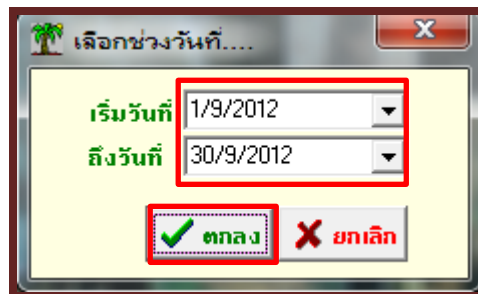 เลือกช่วงวันที่....
เริ่มวันที่ 1/9/2012
ถึงวันที่ 30/9/2012
ตกลง ยกเลิก